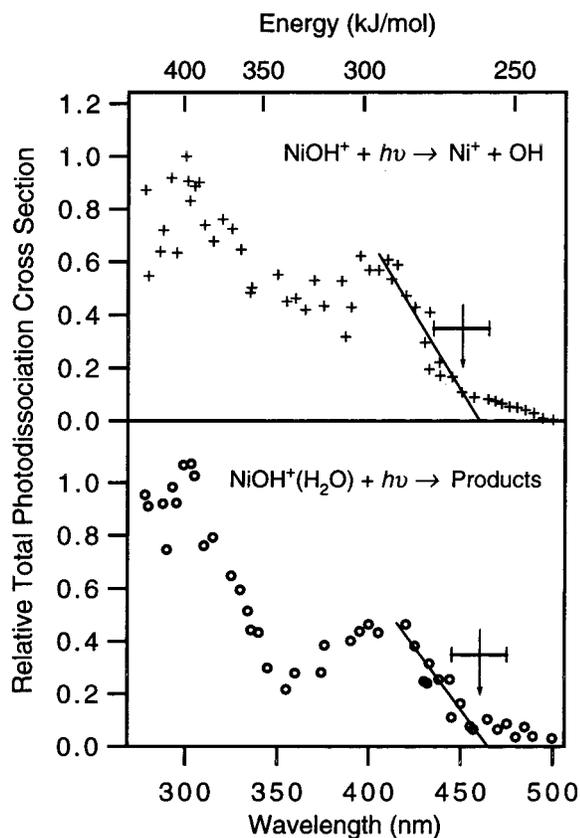 Energy (kJ/mol)
400 350 300 250
1.2
1.0
0.8
0.6
0.4
0.2
0.0
NiOH⁺ + hυ → Ni⁺ + OH
Relative Total Photodissociation Cross Section
1.0
0.8
0.6
0.4
0.2
0.0
NiOH⁺(H₂O) + hυ → Products
300 350 400 450 500
Wavelength (nm)